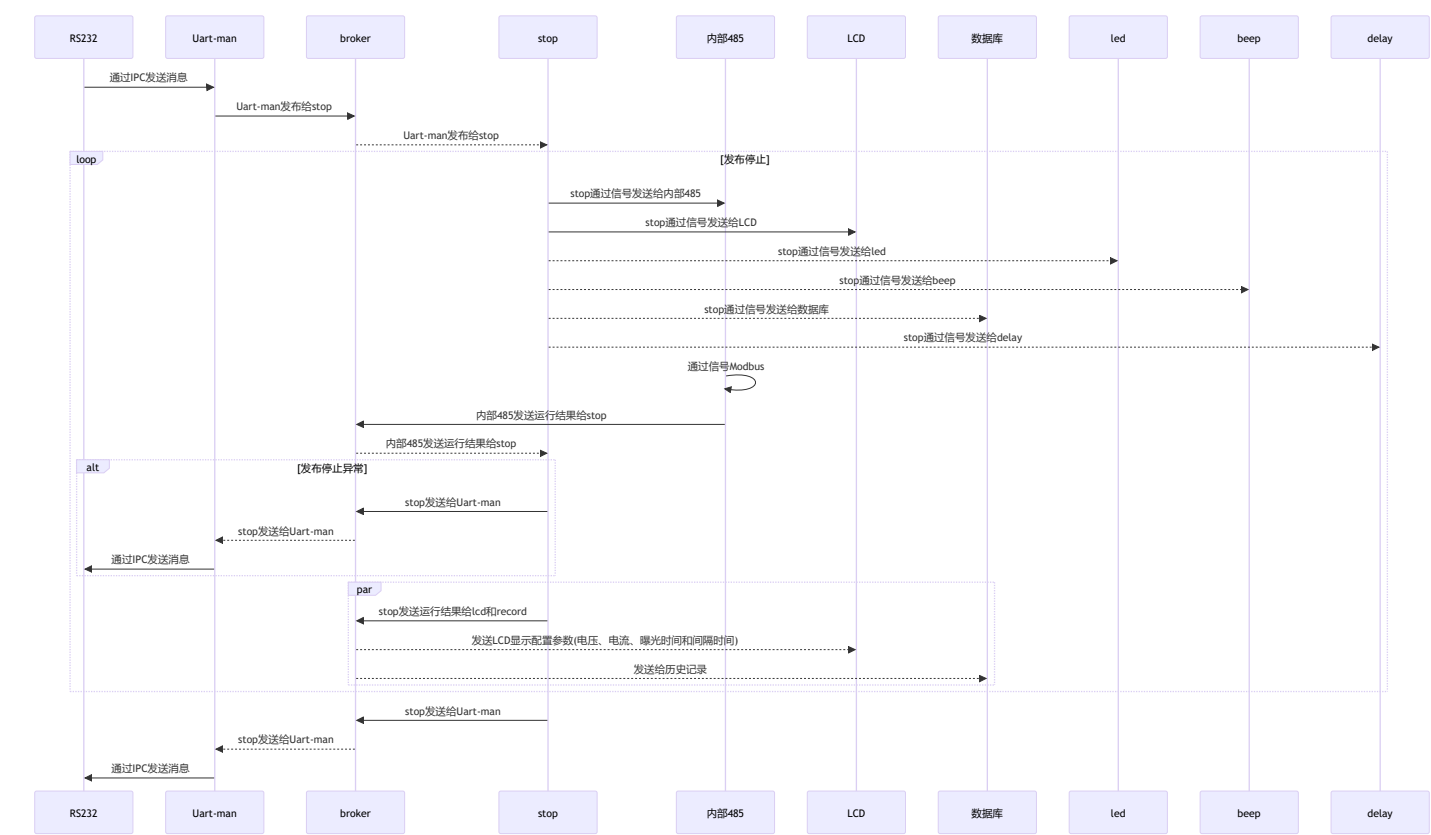 RS232
Uart-man
broker
stop
内部485
LCD
数据库
led
beep
delay
通过IPC发送消息
Uart-man发布给stop
Uart-man发布给stop
loop
[发布停止]
stop通过信号发送给内部485
stop通过信号发送给LCD
stop通过信号发送给led
stop通过信号发送给beep
stop通过信号发送给数据库
stop通过信号发送给delay
通过信号Modbus
内部485发送运行结果给stop
内部485发送运行结果给stop
alt
[发布停止异常]
stop发送给Uart-man
stop发送给Uart-man
通过IPC发送消息
par
stop发送运行结果给lcd和record
发送LCD显示配置参数(电压、电流、曝光时间和间隔时间)
发送给历史记录
stop发送给Uart-man
stop发送给Uart-man
通过IPC发送消息
RS232
Uart-man
broker
stop
内部485
LCD
数据库
led
beep
delay